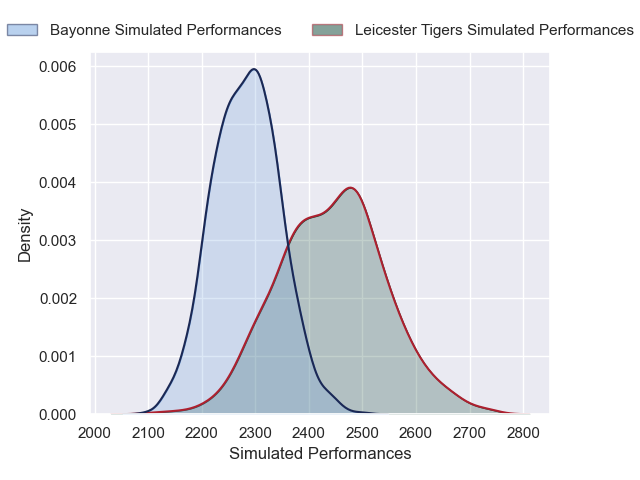 Bayonne Simulated Performances
Leicester Tigers Simulated Performances
0.006
0.005
0.004
0.003
0.002
0.001
0.000
Density
2000 2100 2200 2300 2400 2500 2600 2700 2800
Simulated Performances